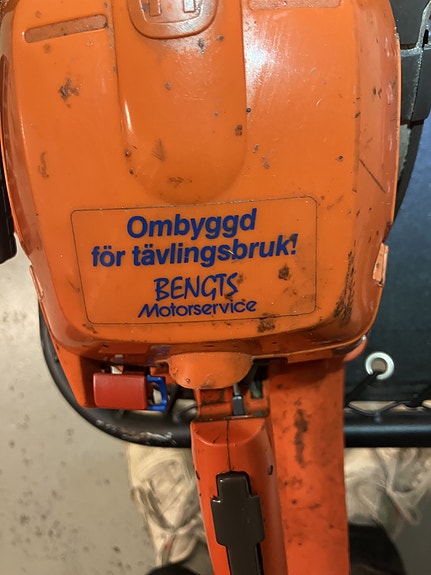 Ombyggd
för tävlingsbruk!
BENGTS
Motorservice